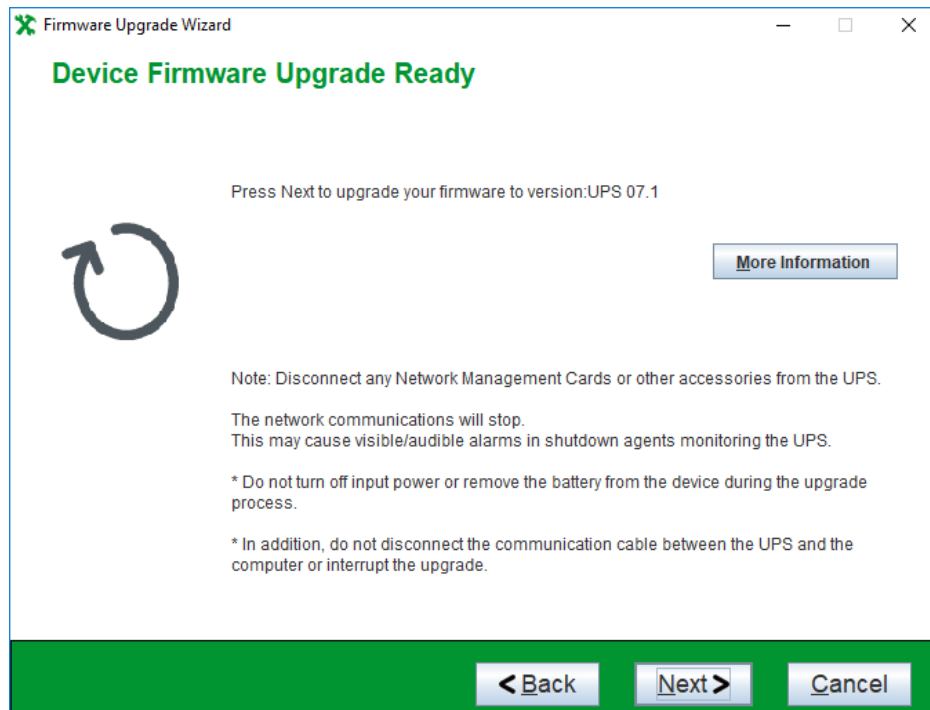 Firmware Upgrade Wizard
Device Firmware Upgrade Ready
Press Next to upgrade your firmware to version:UPS 07.1
More Information
Note: Disconnect any Network Management Cards or other accessories from the UPS.
The network communications will stop.
This may cause visible/audible alarms in shutdown agents monitoring the UPS.
* Do not turn off input power or remove the battery from the device during the upgrade
process.
* In addition, do not disconnect the communication cable between the UPS and the
computer or interrupt the upgrade.
< Back Next > Cancel